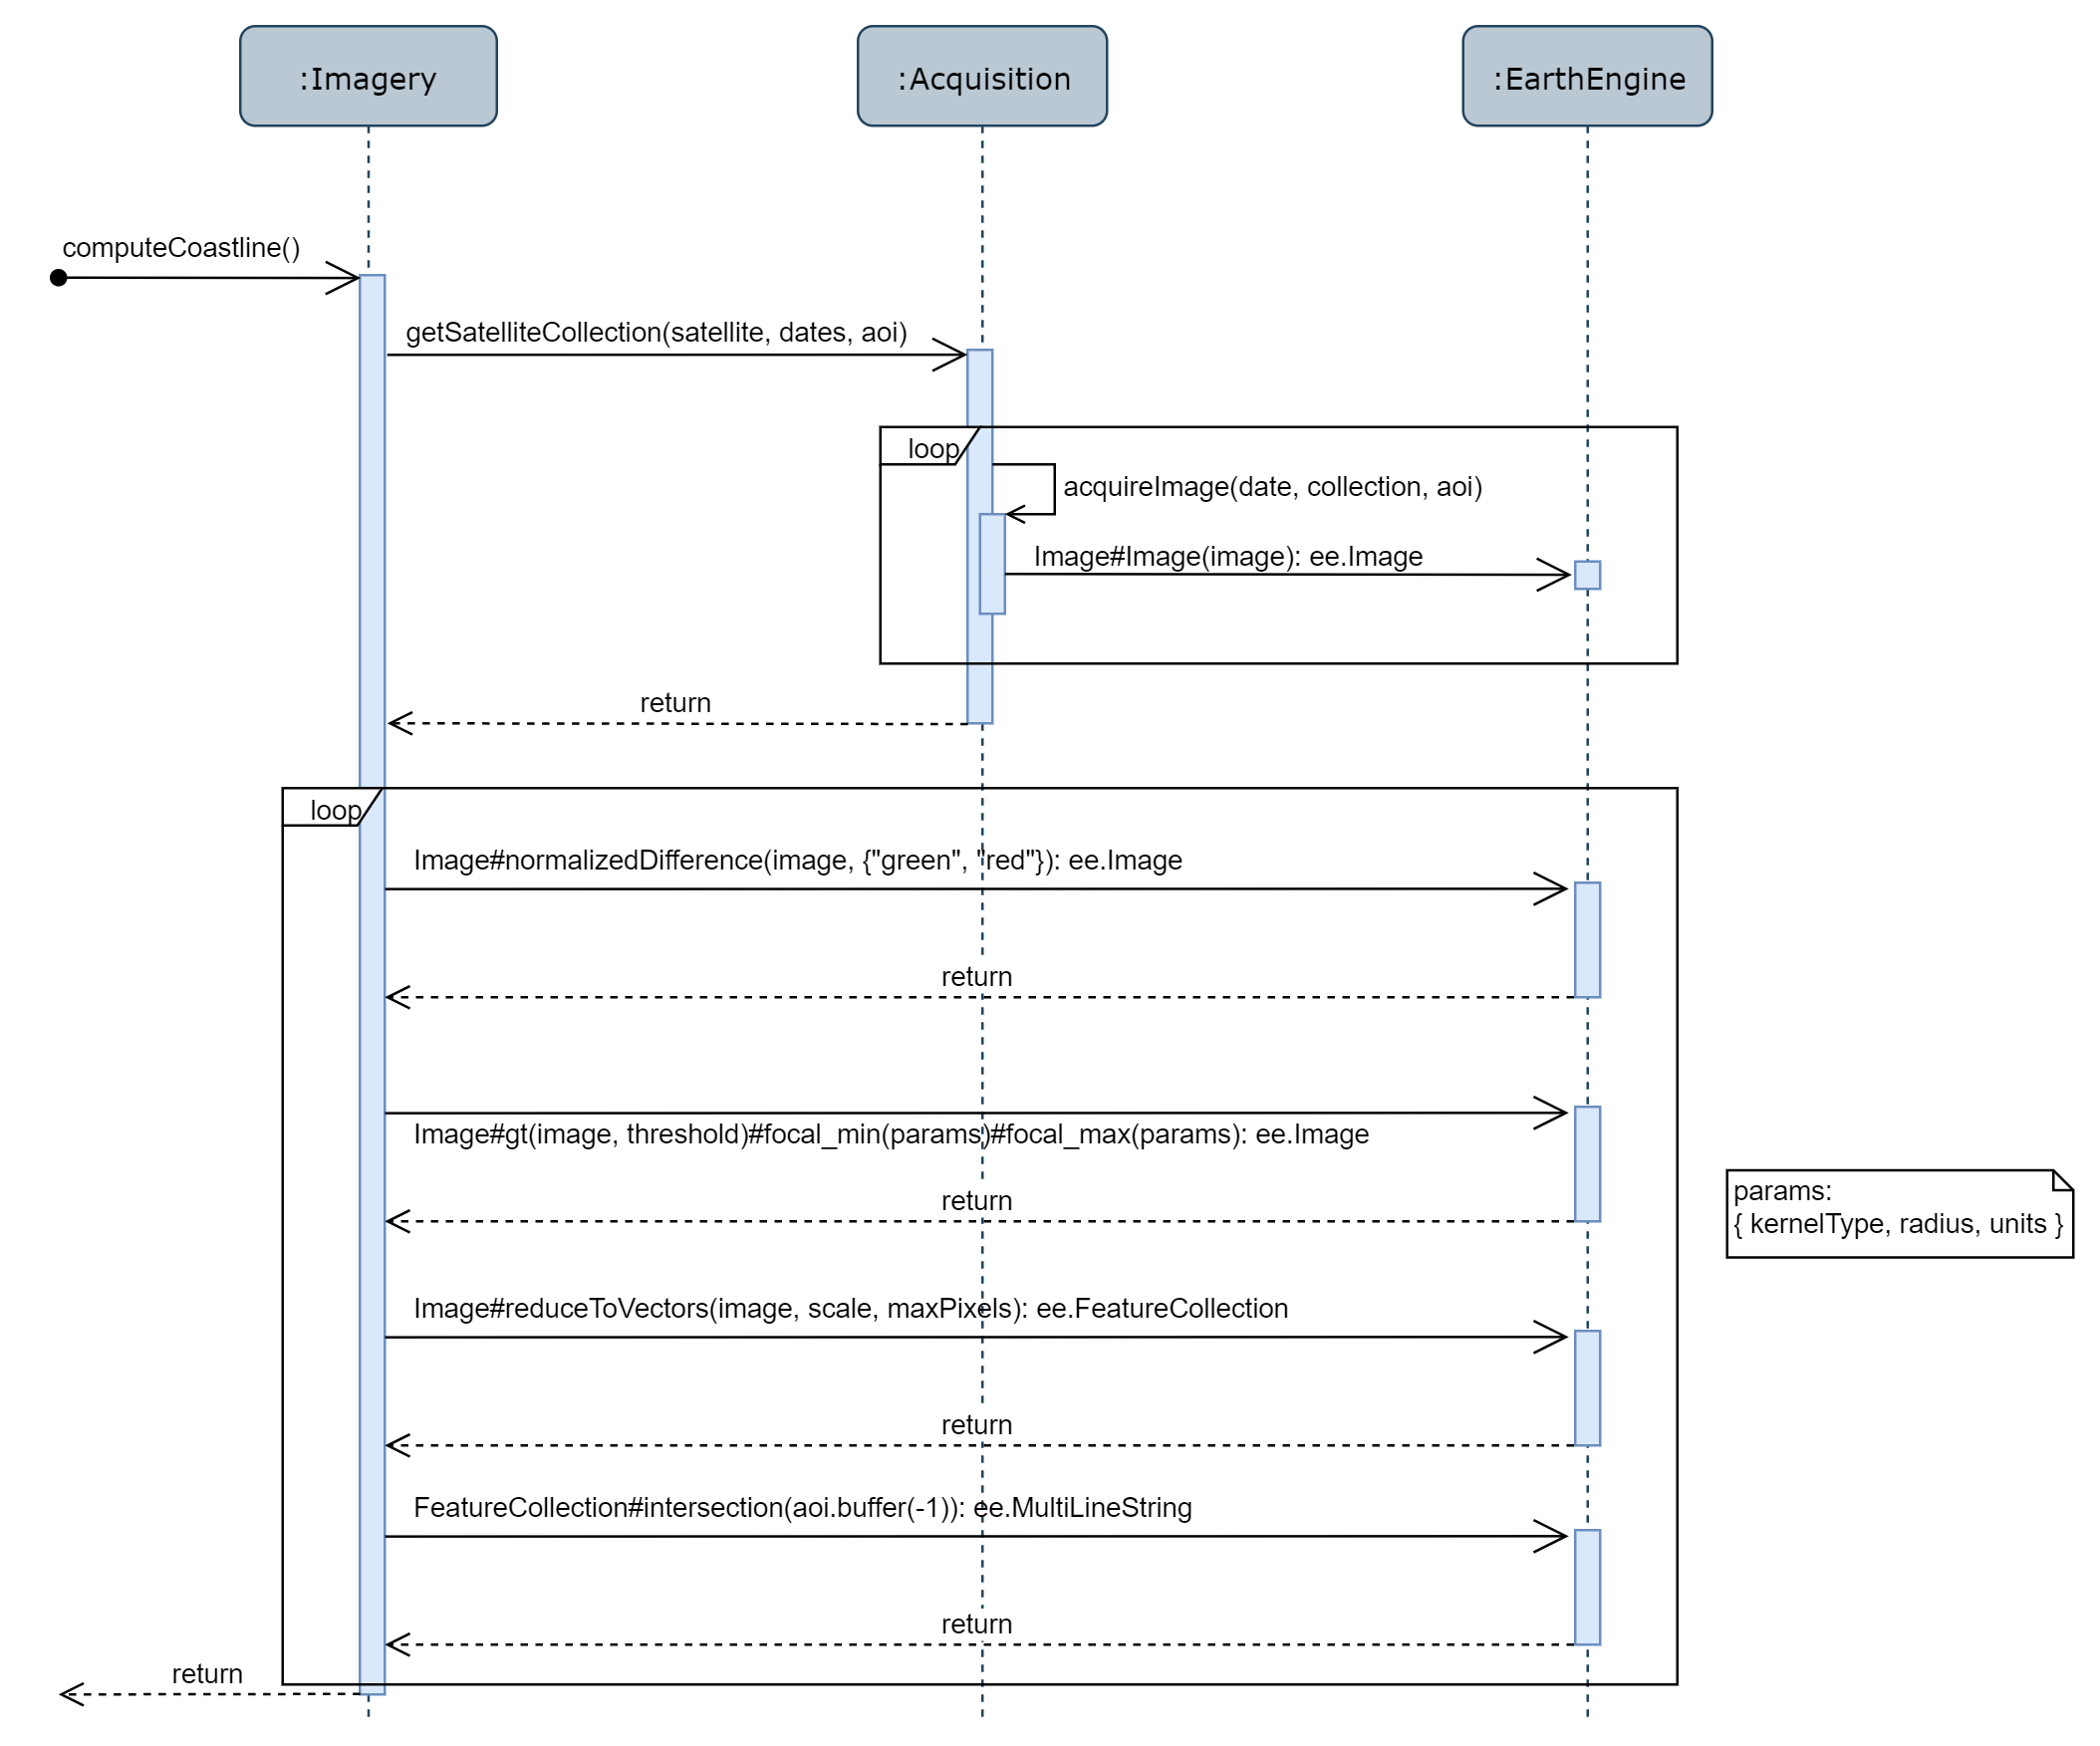 :Imagery
:Acquisition
:EarthEngine
computeCoastline()
getSatelliteCollection(satellite, dates, aoi)
loop
acquireImage(date, collection, aoi)
Image#Image(image): ee.Image
return
loop
Image#normalizedDifference(image, {"green", "red"}): ee.Image
return
Image#gt(image, threshold)#focal_min(params)#focal_max(params): ee.Image
return
params:
{ kernelType, radius, units }
Image#reduceToVectors(image, scale, maxPixels): ee.FeatureCollection
return
FeatureCollection#intersection(aoi.buffer(-1)): ee.MultiLineString
return
return